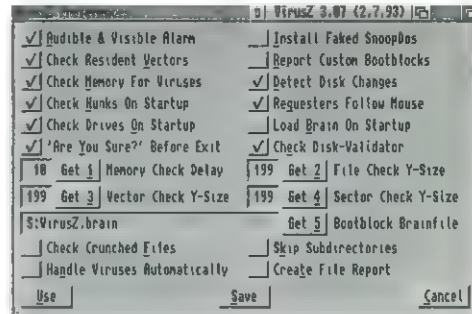 VirusZ 3.07 (2.7.93)
Audible & Visible Alarm
Install Faked SnoopDos
Check Resident Vectors
Report Custom Bootblocks
Check Memory For Viruses
Detect Disk Changes
Check Hunks On Startup
Requesters Follow Mouse
Check Drives On Startup
Load Brain On Startup
'Are You Sure?' Before Exit
Check Disk-Validator
10 Get 1 Memory Check Delay
199 Get 2 File Check Y-Size
199 Get 3 Vector Check Y-Size
199 Get 4 Sector Check Y-Size
S:VirusZ.brain Get 5 Bootblock Brainfile
Check Crunched Files
Skip Subdirectories
Handle Viruses Automatically
Create File Report
Use Save Cancel